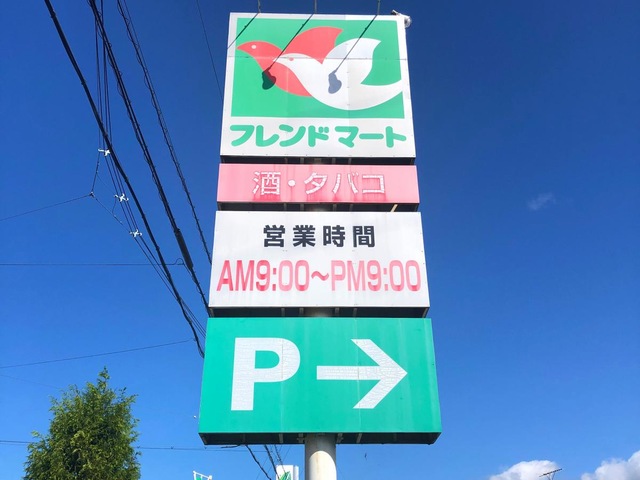 フレンドマート
酒・タバコ
営業時間
AM9:00～PM9:00
P→